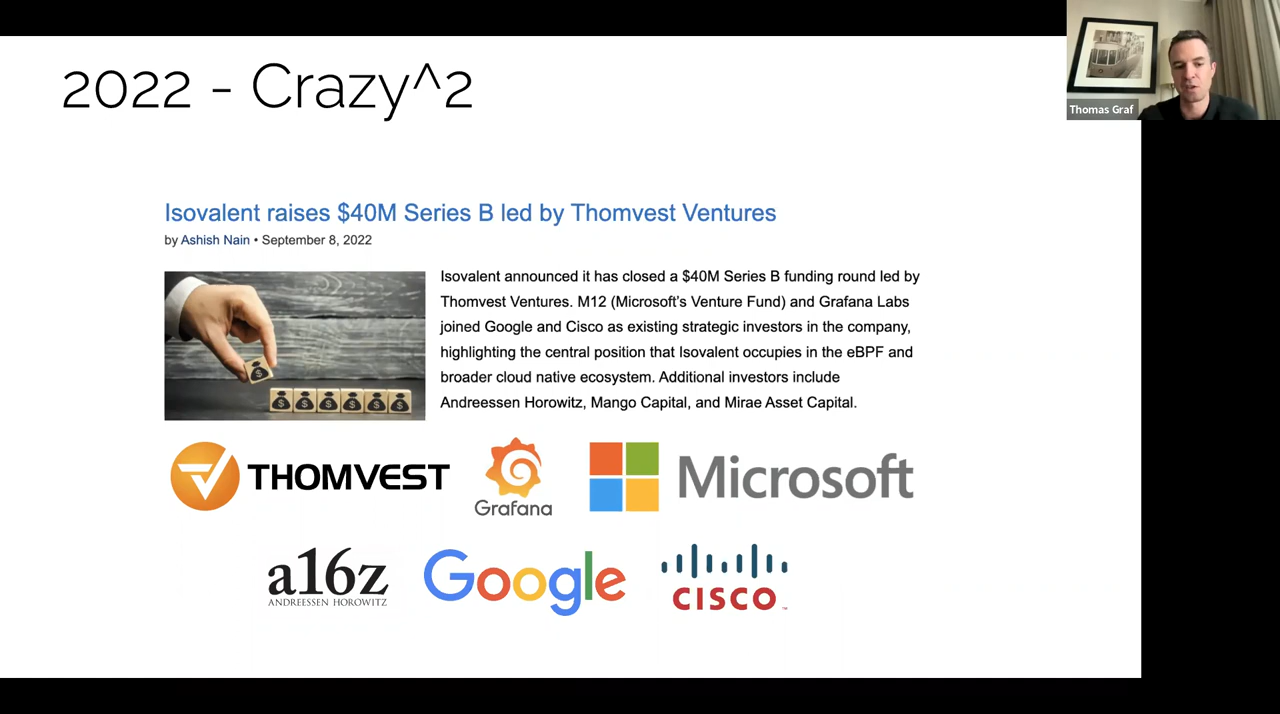 2022 - Crazy^2
Thomas Graf
Isovalent raises $40M Series B led by Thomvest Ventures
by Ashish Nain • September 8, 2022
Isovalent announced it has closed a $40M Series B funding round led by
Thomvest Ventures. M12 (Microsoft's Venture Fund) and Grafana Labs
joined Google and Cisco as existing strategic investors in the company,
highlighting the central position that Isovalent occupies in the eBPF and
broader cloud native ecosystem. Additional investors include
Andreessen Horowitz, Mango Capital, and Mirae Asset Capital.
$ $ $ $ $ $ $
THOMVEST
Grafana
Microsoft
a16z
ANDREESSEN HOROWITZ
Google
CISCO
™